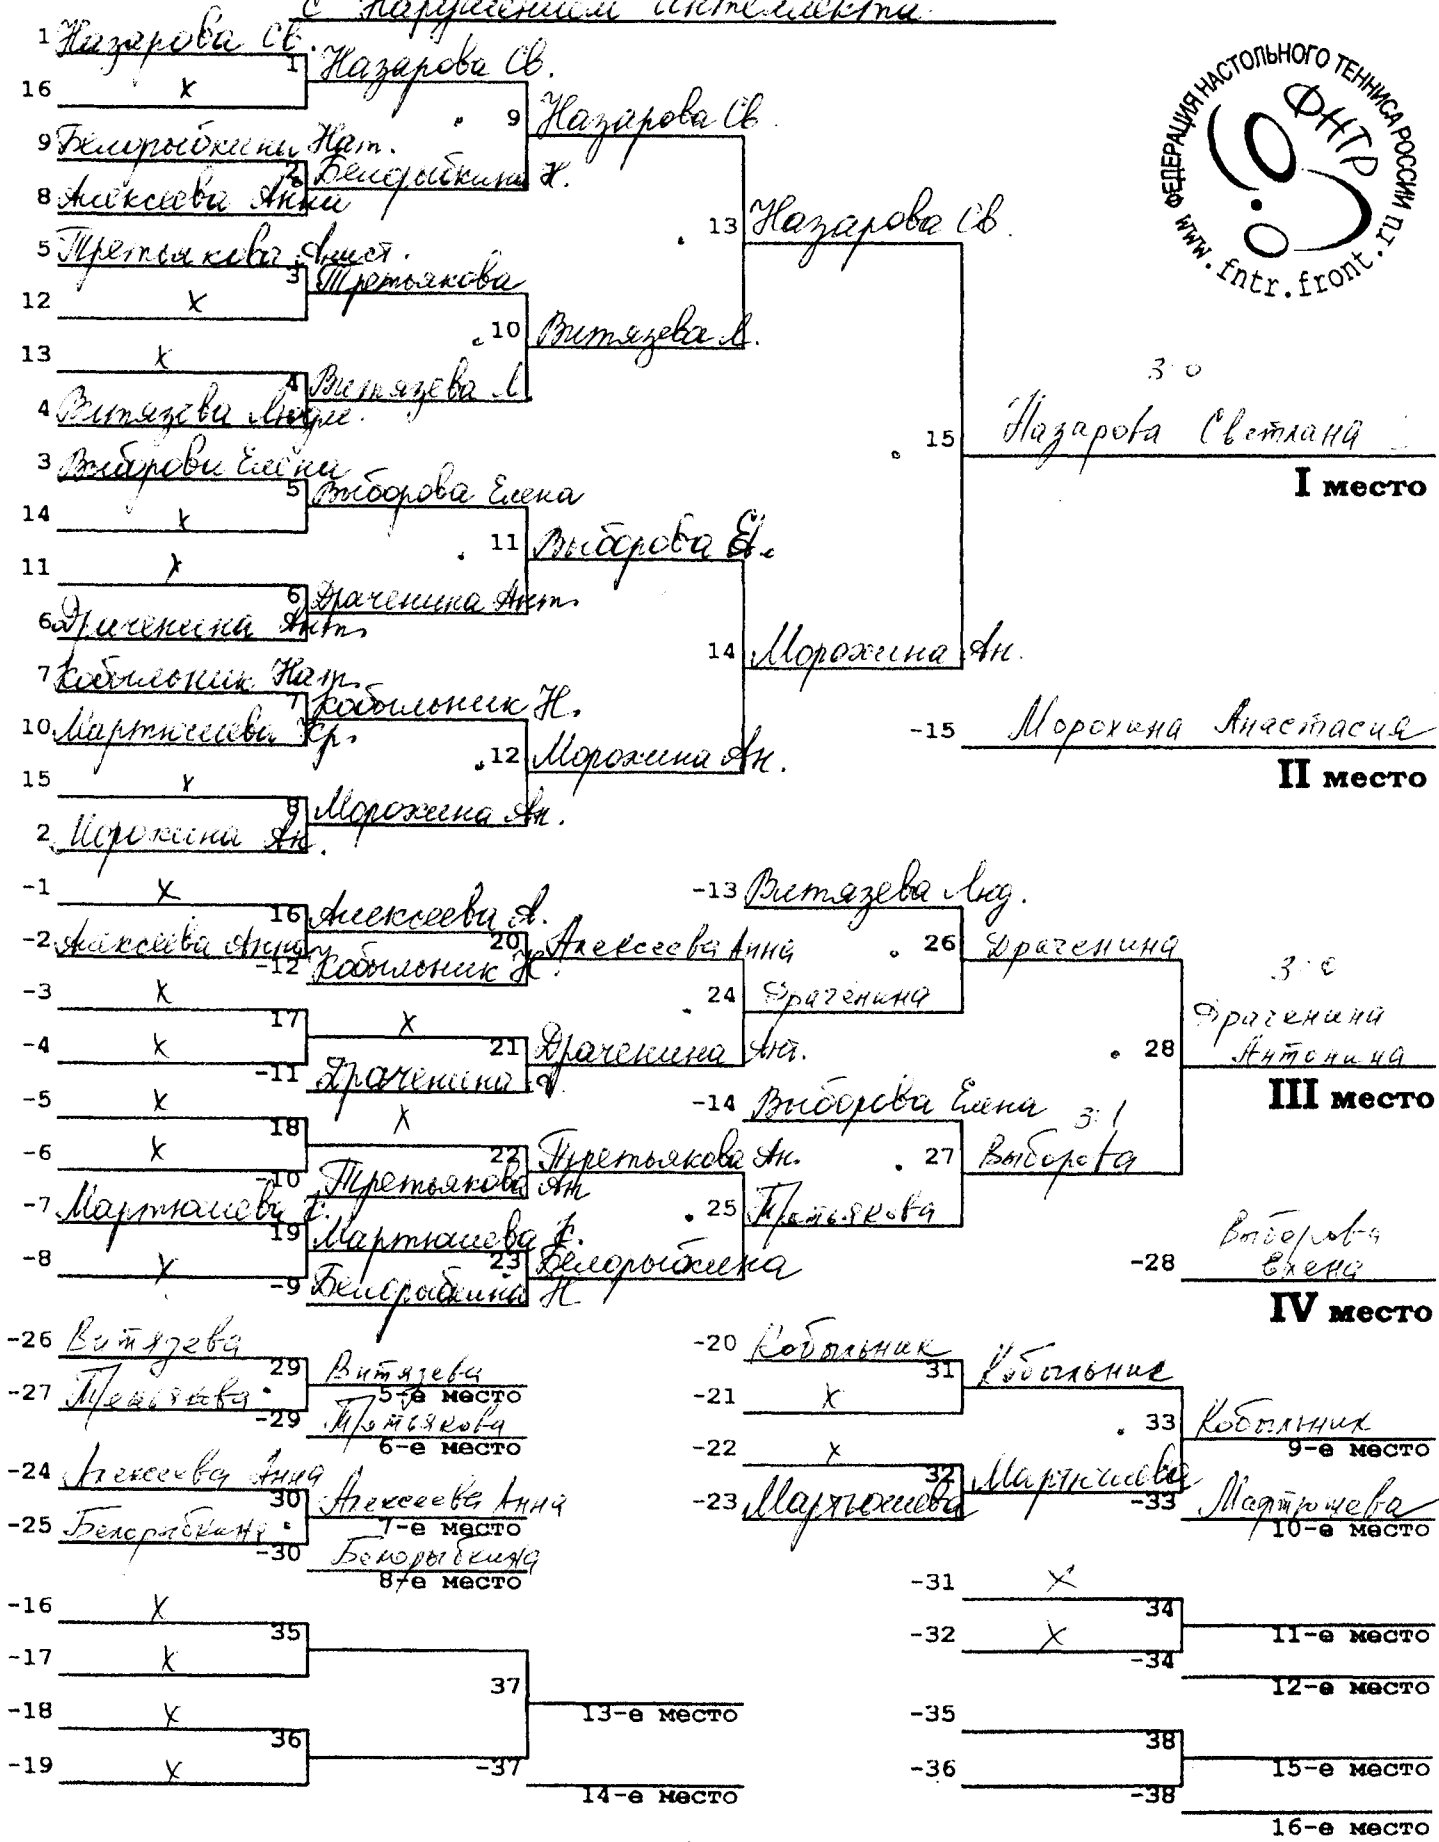 с нарушением интеллекта
ФЕДЕРАЦИЯ НАСТОЛЬНОГО ТЕННИСА РОССИИ
ФНТР
www.fntr.front.ru
1 Назарова Св.
1 Назарова Св.
16 х
9 Назарова Св.
9 Белорыбкина Нат.
2 Белорыбкина Н.
8 Алексеева Анна
13 Назарова Св.
5 Третьякова Анаст.
3 Третьякова
12 х
10 Витязева Л.
13 х
4 Витязева Л
4 Витязева Людм.
3:0
15 Назарова Светлана
I место
3 Выборова Елена
5 Выборова Елена
14 х
11 Выборова Ел.
11 х
6 Драченина Ант.
6 Драченина Ант.
14 Морохина Ан.
7 Кобыльник Нат.
7 Кобыльник Н.
10 Мартюшева Кр.
12 Морохина Ан.
15 х
8 Морохина Ан.
2 Морохина Ан.
-15 Морохина Анастасия
II место
-1 х
-13 Витязева Люд.
16 Алексеева А.
-2 Алексеева Анна
20 Алексеева Анна
26 Драченина
-12 Кобыльник Н.
-3 х
24 Драченина
3:0
17 х
-4 х
21 Драченина Ант.
28 Драченина Антонина
III место
-11 Драченина А.
-5 х
-14 Выборова Елена
3:1
18 х
-6 х
22 Третьякова Ан.
27 Выборова
-10 Третьякова Ан
-7 Мартюшева К.
25 Третьякова
19 Мартюшева К.
-8 х
23 Белорыбкина
-9 Белорыбкина Н
-28 Выборова Елена
IV место
-26 Витязева
-20 Кобыльник
29 Витязева
5-е место
31 Кобыльник
-27 Третьякова
-21 х
-29 Третьякова
6-е место
33 Кобыльник
9-е место
-22 х
-24 Алексеева Анна
32 Мартюшева
30 Алексеева Анна
7-е место
-23 Мартюшева
-33 Мартюшева
10-е место
-25 Белорыбкина
-30 Белорыбкина
8-е место
-31 х
-16 х
34
11-е место
35
-32 х
-17 х
-34
12-е место
37
13-е место
-18 х
-35
36
38
15-е место
-19 х
-37
14-е место
-36
-38
16-е место